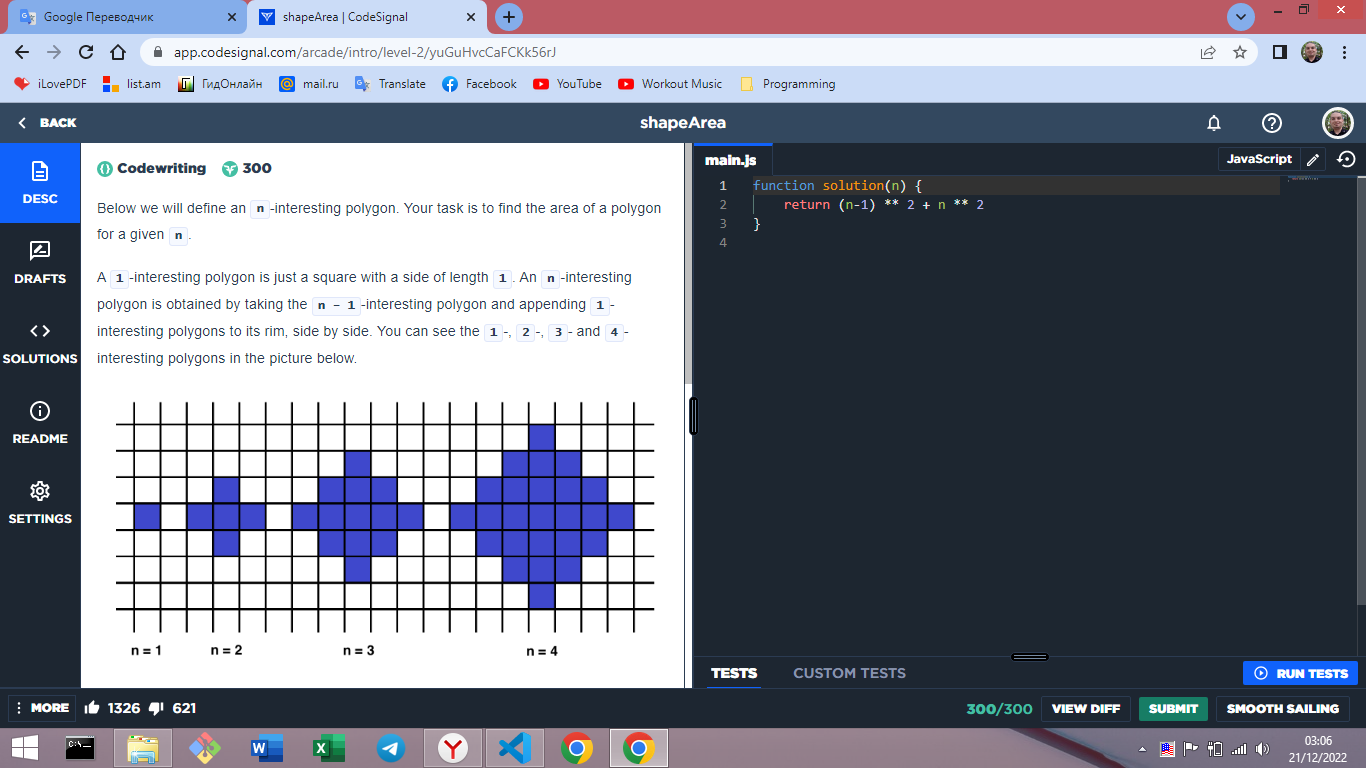 Google Переводчик
shapeArea | CodeSignal
app.codesignal.com/arcade/intro/level-2/yuGuHvcCaFCKk56rJ
iLovePDF
list.am
ГидОнлайн
mail.ru
Translate
Facebook
YouTube
Workout Music
Programming
BACK
shapeArea
DESC
DRAFTS
SOLUTIONS
README
SETTINGS
Codewriting 300
Below we will define an n-interesting polygon. Your task is to find the area of a polygon
for a given n.
A 1-interesting polygon is just a square with a side of length 1. An n-interesting
polygon is obtained by taking the n - 1-interesting polygon and appending 1-
interesting polygons to its rim, side by side. You can see the 1-, 2-, 3- and 4-
interesting polygons in the picture below.
n = 1 n = 2 n = 3 n = 4
main.js
JavaScript
1 function solution(n) {
2 return (n-1) ** 2 + n ** 2
3 }
4
TESTS CUSTOM TESTS
RUN TESTS
MORE 1326 621
300/300 VIEW DIFF SUBMIT SMOOTH SAILING
03:06
21/12/2022